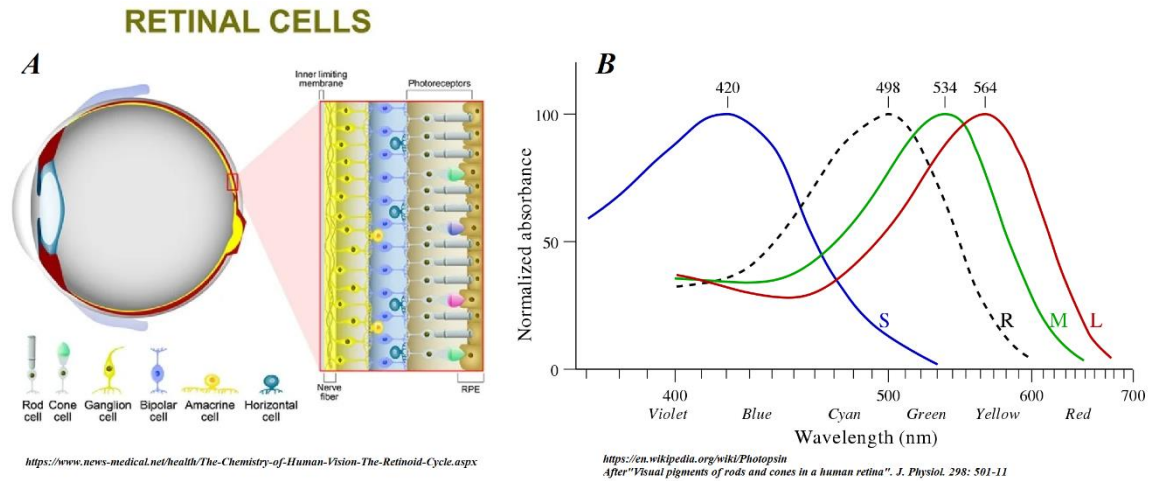 RETINAL CELLS
A
Inner limiting
membrane
Photoreceptors
Nerve
fiber
RPE
Rod
cell
Cone
cell
Ganglion
cell
Bipolar
cell
Amacrine
cell
Horizontal
cell
https://www.news-medical.net/health/The-Chemistry-of-Human-Vision-The-Retinoid-Cycle.aspx
B
420 498 534 564
Normalized absorbance
100
50
0
S R M L
400 500 600 700
Violet Blue Cyan Green Yellow Red
Wavelength (nm)
https://en.wikipedia.org/wiki/Photopsin
After"Visual pigments of rods and cones in a human retina". J. Physiol. 298: 501-11